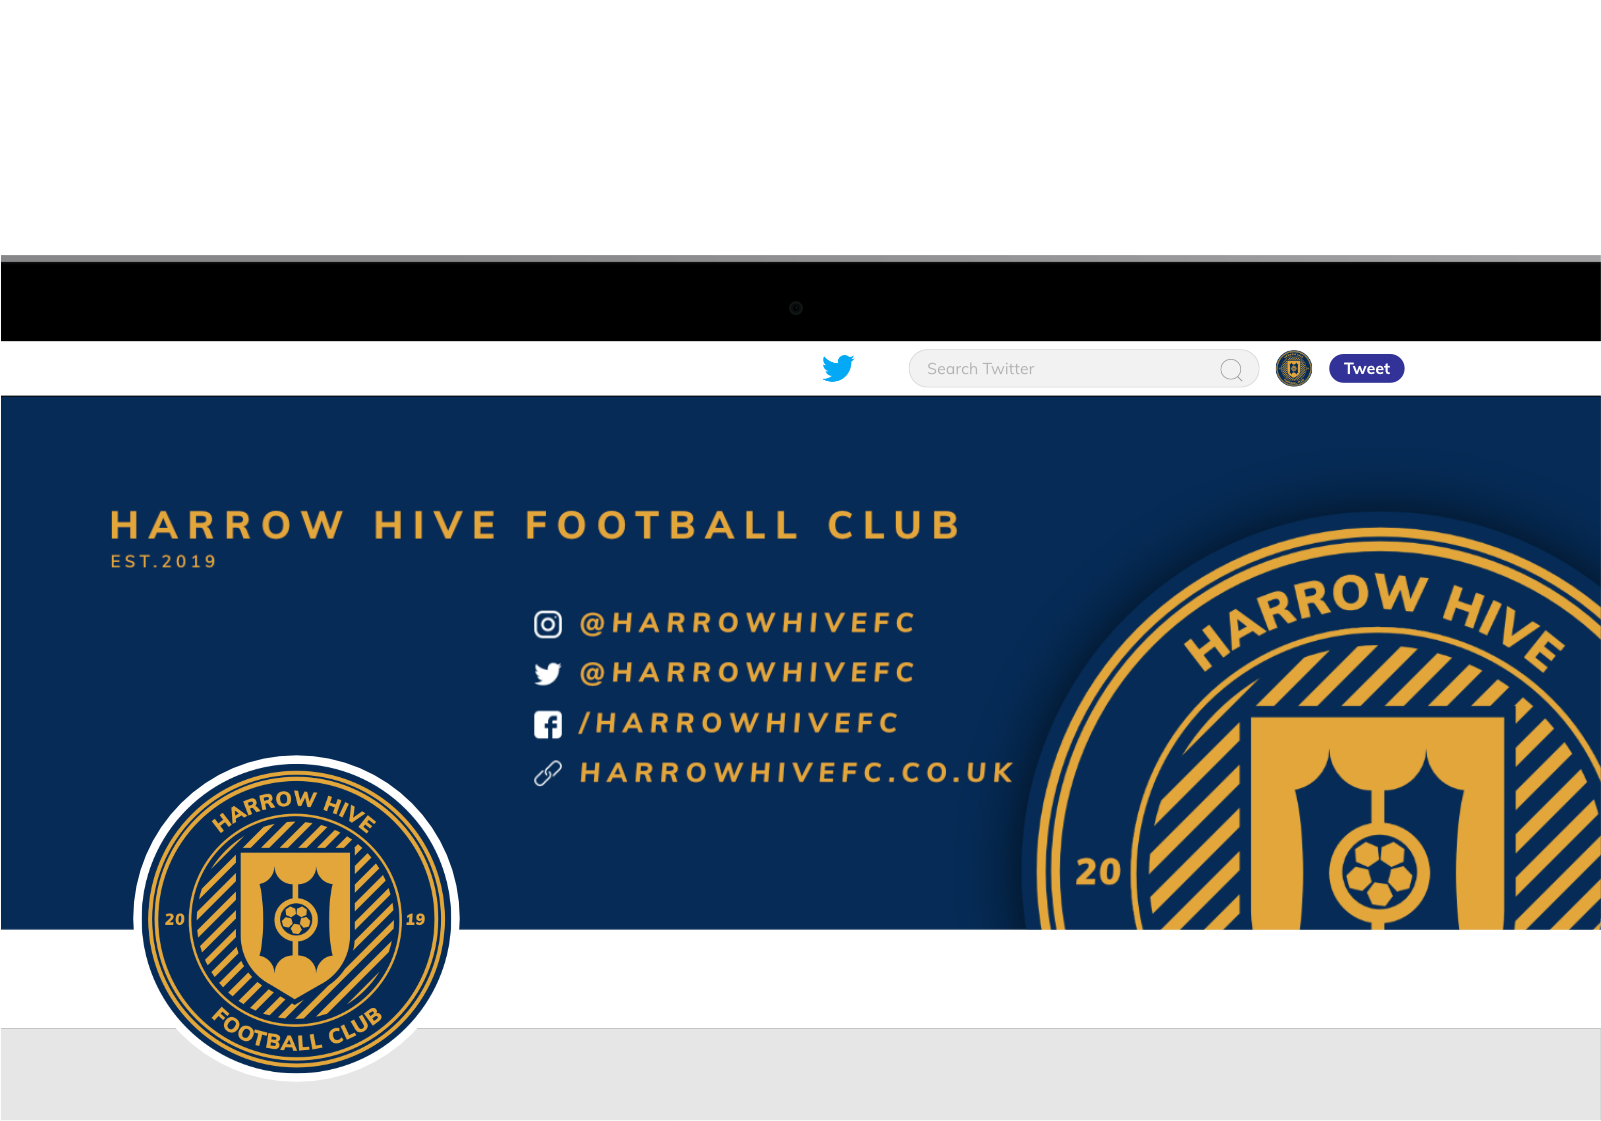 Search Twitter
Tweet
HARROW HIVE FOOTBALL CLUB
EST.2019
@HARROWHIVEFC
@HARROWHIVEFC
/HARROWHIVEFC
HARROWHIVEFC.CO.UK
HARROW HIVE
20
HARROW HIVE
20 19
FOOTBALL CLUB